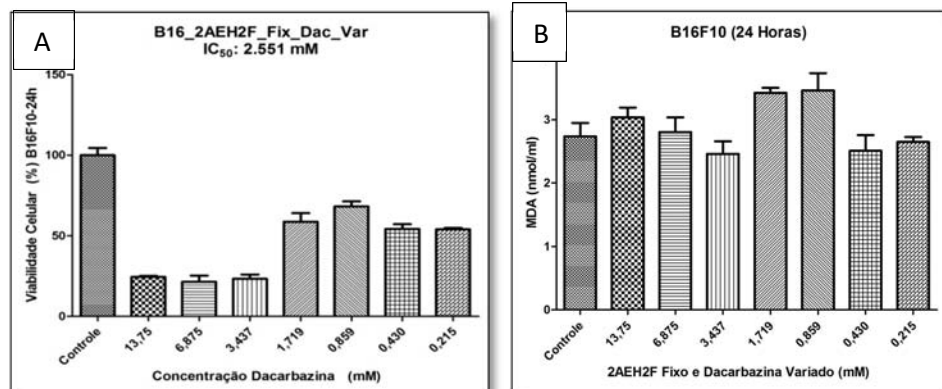 A
B16_2AEH2F_Fix_Dac_Var
IC50: 2.551 mM
Viabilidade Celular (%) B16F10-24h
150
100
50
0
Controle
13,75
6,875
3,437
1,719
0,859
0,430
0,215
Concentração Dacarbazina (mM)
B
B16F10 (24 Horas)
MDA (nmol/ml)
3
2
1
0
Controle
13,75
6,875
3,437
1,719
0,859
0,430
0,215
2AEH2F Fixo e Dacarbazina Variado (mM)